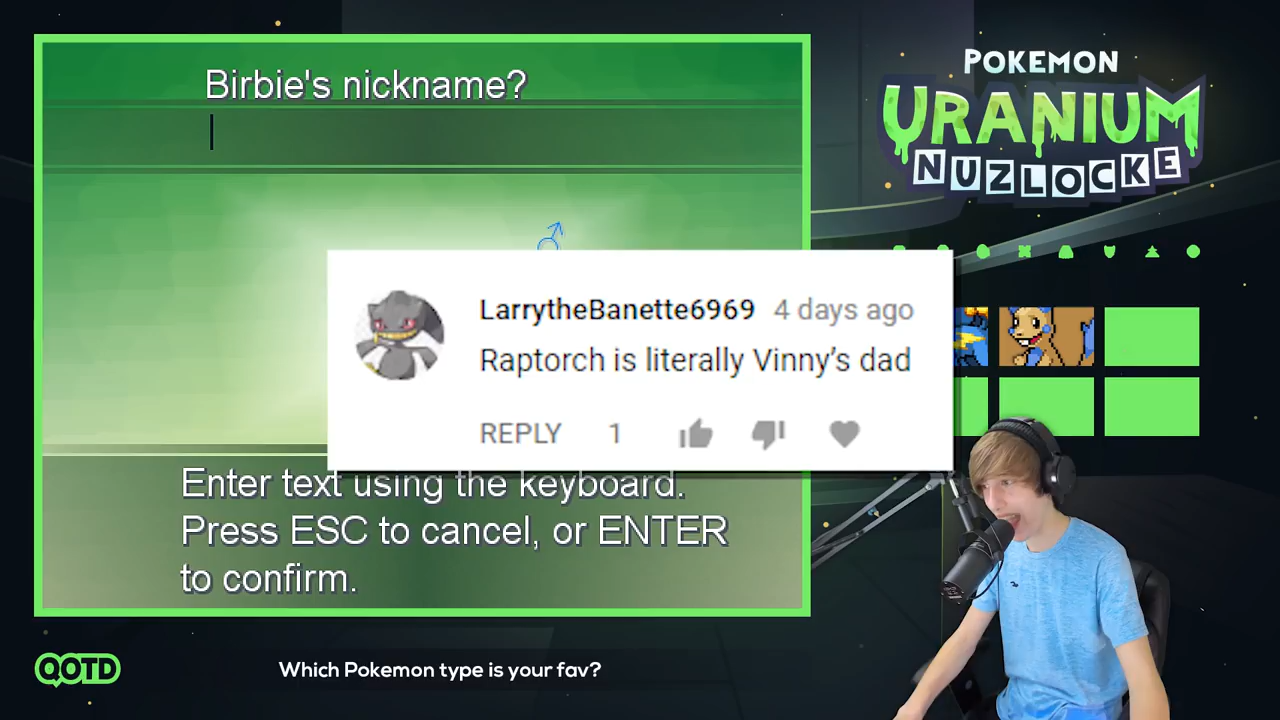 Birbie's nickname?
POKEMON
URANIUM
NUZLOCKE
LarrytheBanette6969 4 days ago
Raptorch is literally Vinny's dad
REPLY 1
Enter text using the keyboard.
Press ESC to cancel, or ENTER
to confirm.
QOTD Which Pokemon type is your fav?